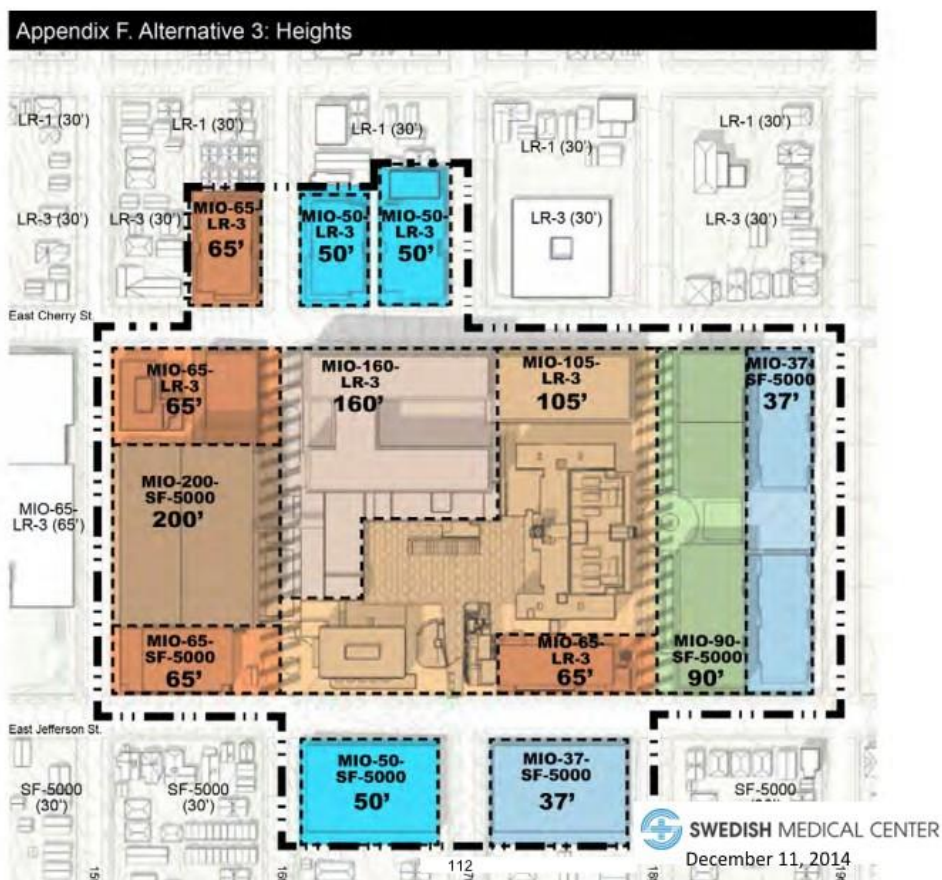 Appendix F. Alternative 3: Heights
LR-1 (30')
LR-1 (30')
LR-1 (30')
LR-1 (30')
LR-1 (30')
LR-3 (30')
LR-3 (30')
MIO-65-
LR-3
65’
MIO-50-
LR-3
50’
MIO-50-
LR-3
50’
LR-3 (30')
LR-3 (30')
East Cherry St.
MIO-65-
LR-3
65’
MIO-160-
LR-3
160’
MIO-105-
LR-3
105’
MIO-37-
SF-5000
37’
MIO-200-
SF-5000
200’
MIO-65-
LR-3 (65')
MIO-65-
SF-5000
65’
MIO-65-
LR-3
65’
MIO-90-
SF-5000
90’
East Jefferson St.
SF-5000
(30')
SF-5000
(30')
MIO-50-
SF-5000
50’
MIO-37-
SF-5000
37’
SF-5000
SWEDISH MEDICAL CENTER
December 11, 2014
112